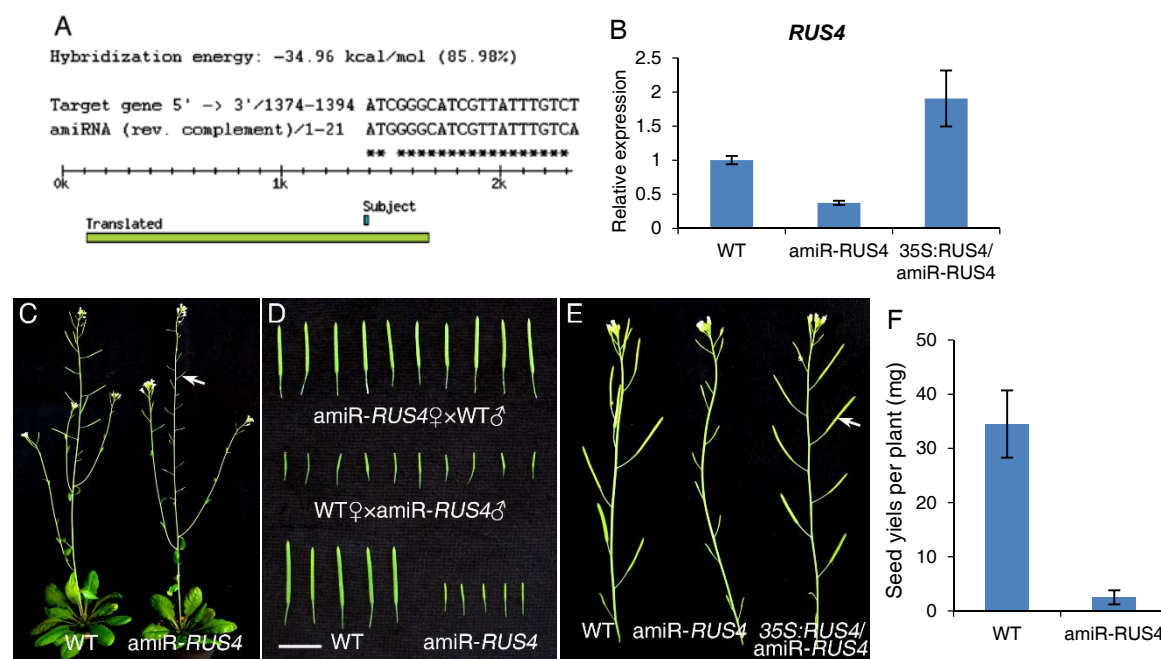 A
Hybridization energy: -34.96 kcal/mol (85.98%)
Target gene 5' -> 3'/1374-1394 ATCGGGCATCGTTATTTGTCT
amiRNA (rev. complement)/1-21 ATGGGGCATCGTTATTTGTCA
** ******************
0k 1k 2k
Subject
Translated
B
RUS4
Relative expression
2.5
2
1.5
1
0.5
0
WT amiR-RUS4 35S:RUS4/
amiR-RUS4
C
WT amiR-RUS4
D
amiR-RUS4♀×WT♂
WT♀×amiR-RUS4♂
WT amiR-RUS4
E
WT amiR-RUS4 35S:RUS4/
amiR-RUS4
F
Seed yiels per plant (mg)
50
40
30
20
10
0
WT amiR-RUS4